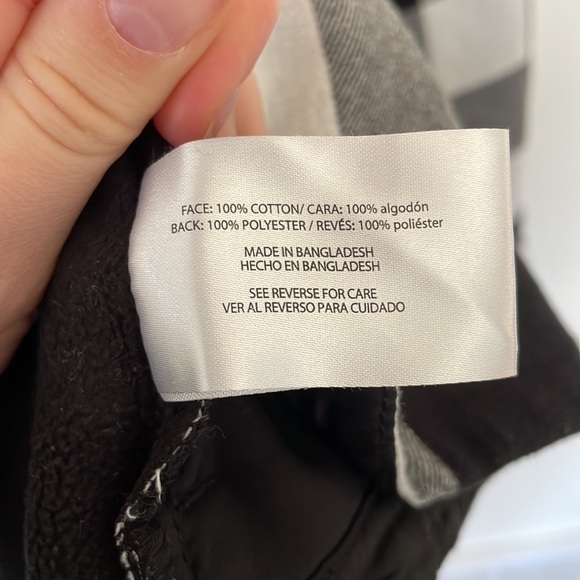 FACE: 100% COTTON/ CARA: 100% algodón
BACK: 100% POLYESTER / REVÉS: 100% poliéster
MADE IN BANGLADESH
HECHO EN BANGLADESH
SEE REVERSE FOR CARE
VER AL REVERSO PARA CUIDADO